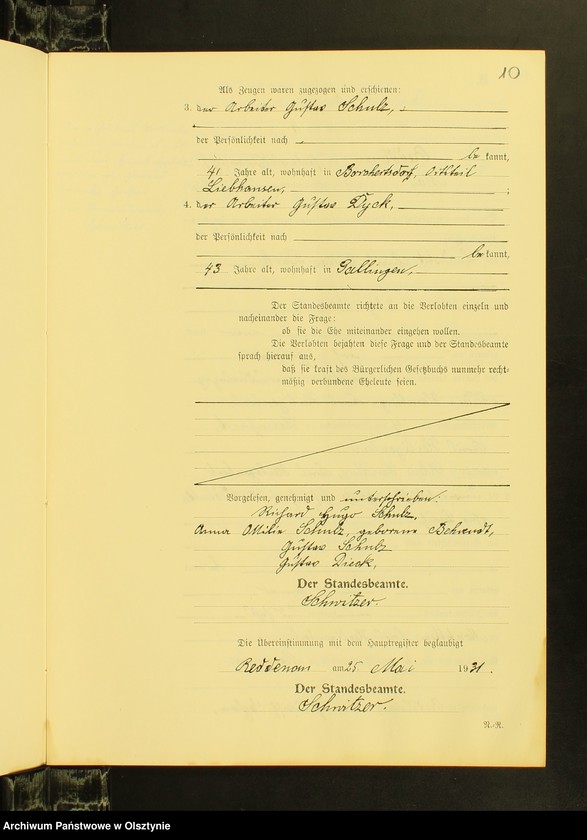 10
Als Zeugen waren zugezogen und erschienen:
3. der Arbeiter Gustav Schulz,
der Persönlichkeit nach
bekannt,
41 Jahre alt, wohnhaft in Borchertsdorf, Ortsteil
Liebhausen, ;
4. der Arbeiter Gustav Dyck,
der Persönlichkeit nach
bekannt,
43 Jahre alt, wohnhaft in Gallingen,
Der Standesbeamte richtete an die Verlobten einzeln und
nacheinander die Frage:
ob sie die Ehe miteinander eingehen wollen.
Die Verlobten bejahten diese Frage und der Standesbeamte
sprach hierauf aus,
daß sie kraft des Bürgerlichen Gesetzbuchs nunmehr recht-
mäßig verbundene Eheleute seien.
Vorgelesen, genehmigt und unterschrieben:
Richard Hugo Schulz,
Anna Ottilie Schulz, geborene Behrendt,
Gustav Schulz
Gustav Dieck,
Der Standesbeamte.
Schwitzer.
Die Übereinstimmung mit dem Hauptregister beglaubigt
Reddenau am 26. Mai 1931.
Der Standesbeamte.
Schwitzer.
N.-R.
Archiwum Państwowe w Olsztynie